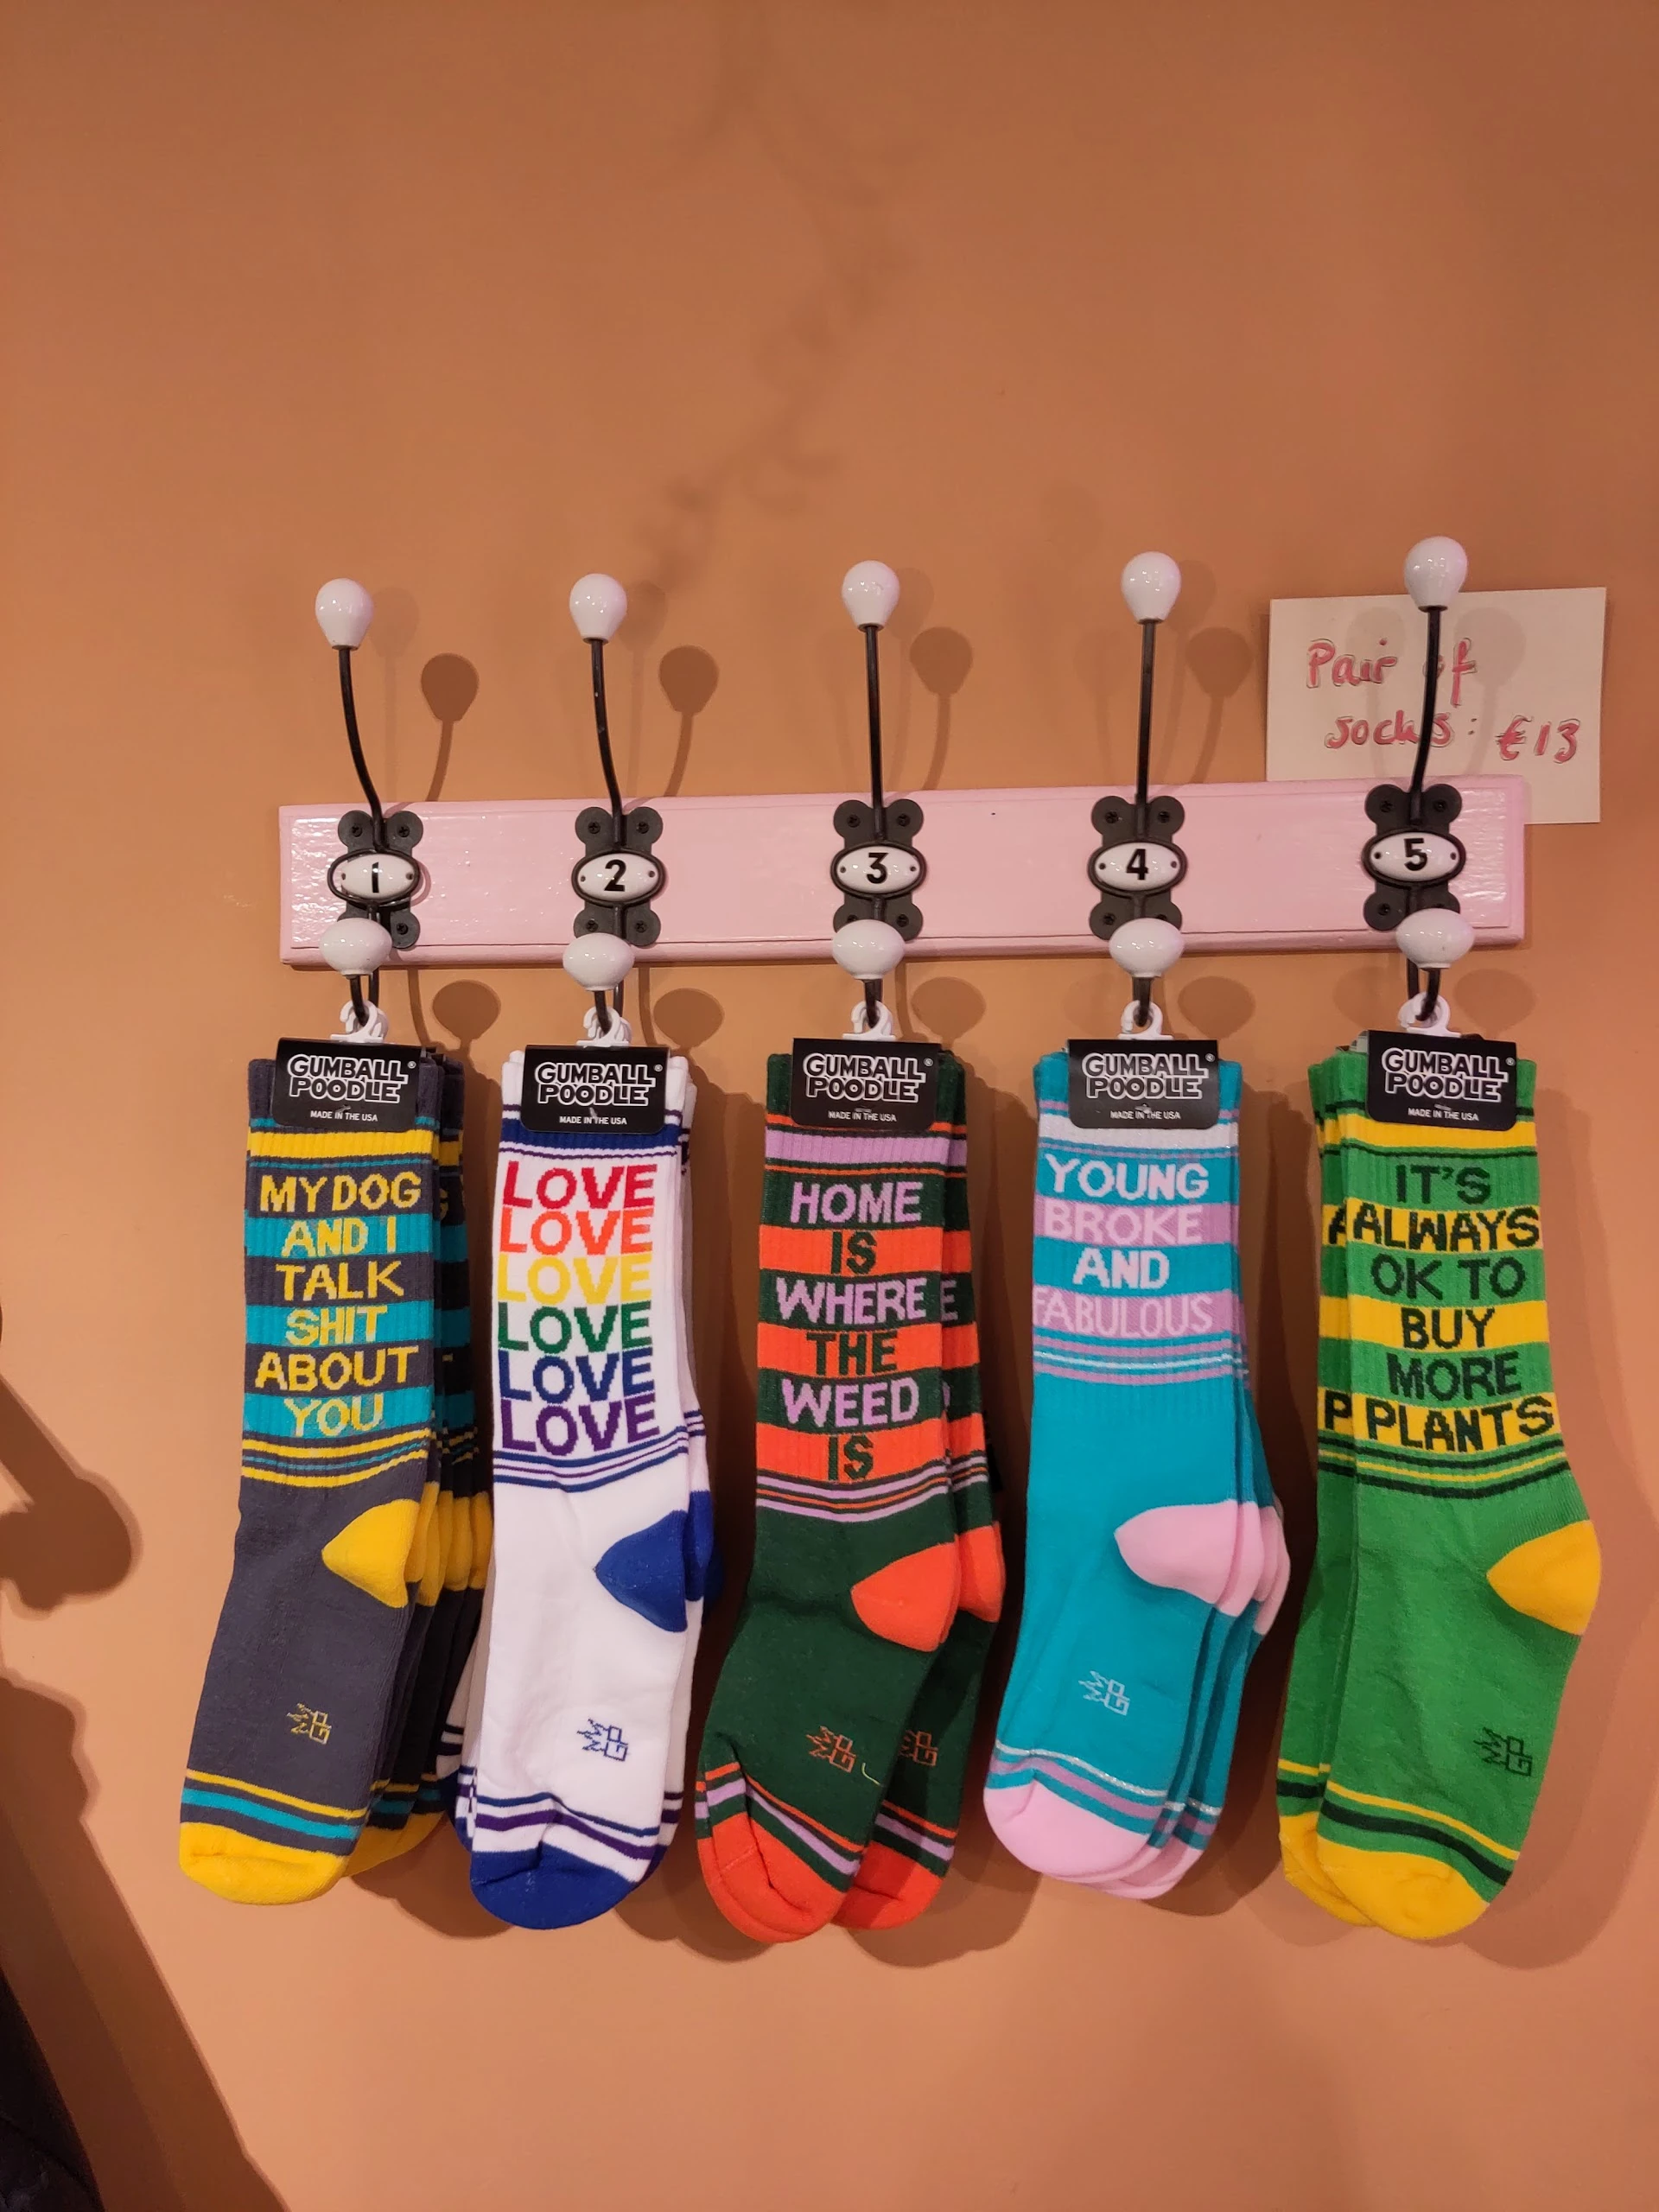 Pair of
socks: €13
1
2
3
4
5
GUMBALL®
POODLE
MADE IN THE USA
MY DOG
AND I
TALK
SHIT
ABOUT
YOU
GUMBALL®
POODLE
MADE IN THE USA
LOVE
LOVE
LOVE
LOVE
LOVE
LOVE
GUMBALL®
POODLE
MADE IN THE USA
HOME
IS
WHERE
THE
WEED
IS
GUMBALL®
POODLE
MADE IN THE USA
YOUNG
BROKE
AND
FABULOUS
GUMBALL®
POODLE
MADE IN THE USA
IT'S
ALWAYS
OK TO
BUY
MORE
PLANTS